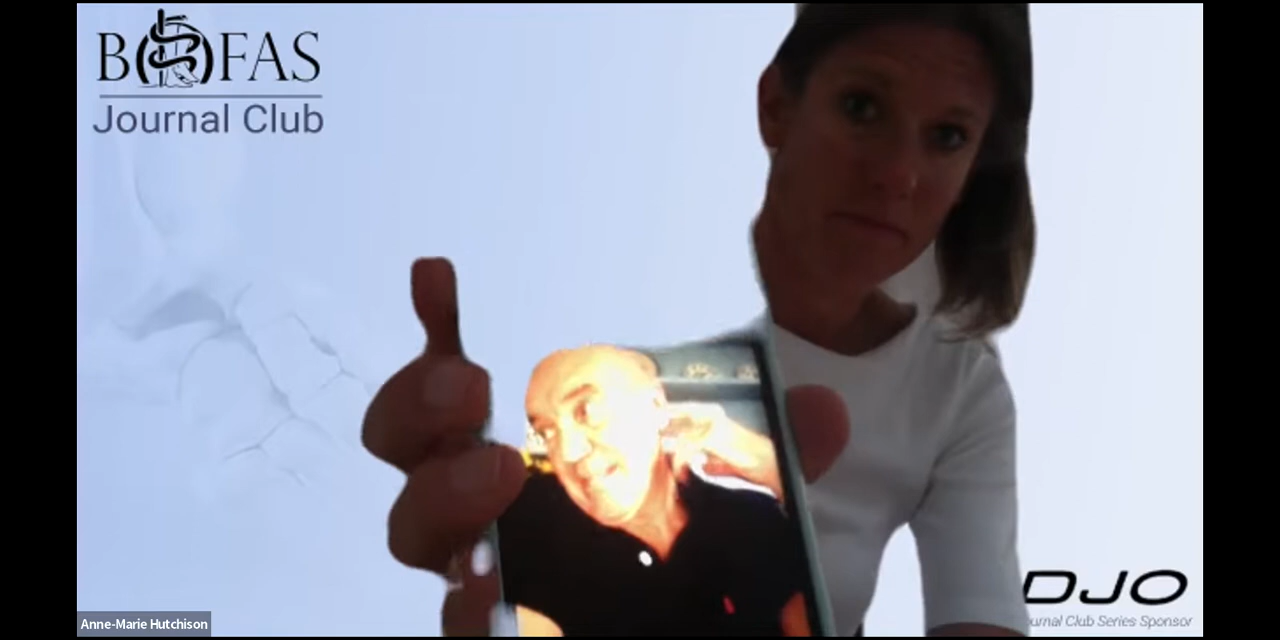 BOFAS
Journal Club
DJO
urnal Club Series Sponsor
Anne-Marie Hutchison